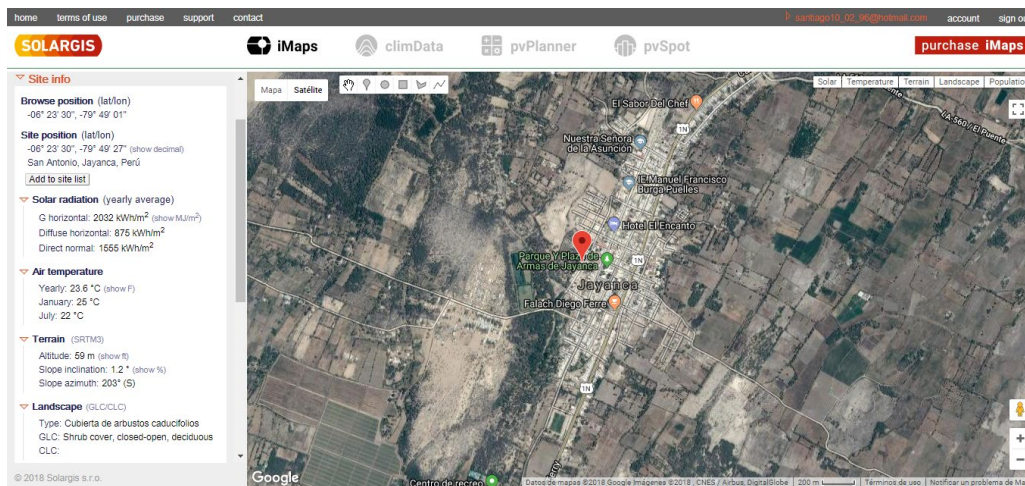 home terms of use purchase support contact santiago10_02_96@hotmail.com account sign ou
SOLARGIS iMaps climData pvPlanner pvSpot purchase iMaps
Site info
Browse position (lat/lon)
-06° 23' 30", -79° 49' 01"
Site position (lat/lon)
-06° 23' 30", -79° 49' 27" (show decimal)
San Antonio, Jayanca, Perú
Add to site list
Solar radiation (yearly average)
G horizontal: 2032 kWh/m² (show MJ/m²)
Diffuse horizontal: 875 kWh/m²
Direct normal: 1555 kWh/m²
Air temperature
Yearly: 23.6 °C (show F)
January: 25 °C
July: 22 °C
Terrain (SRTM3)
Altitude: 59 m (show ft)
Slope inclination: 1.2 ° (show %)
Slope azimuth: 203° (S)
Landscape (GLC/CLC)
Type: Cubierta de arbustos caducifolios
GLC: Shrub cover, closed-open, deciduous
CLC:
© 2018 Solargis s.r.o.
Mapa Satélite
Solar Temperature Terrain Landscape Populatio
El Sabor Del Chef
LA-560 / El Puente
1N
Nuestra Señora
de la Asunción
IE.Manuel Francisco
Burga Puelles
Hotel El Encanto
Parque Y Plaza de
Armas de Jayanca
1N
Jayanca
Falach Diego Ferre
1N
Centro de recreo
Google
Datos de mapas ©2018 Google Imágenes ©2018 , CNES / Airbus, DigitalGlobe 200 m Términos de uso Notificar un problema de Ma